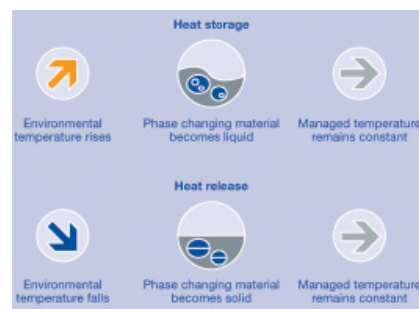 Heat storage
Environmental
temperature rises
Phase changing material
becomes liquid
Managed temperature
remains constant
Heat release
Environmental
temperature falls
Phase changing material
becomes solid
Managed temperature
remains constant